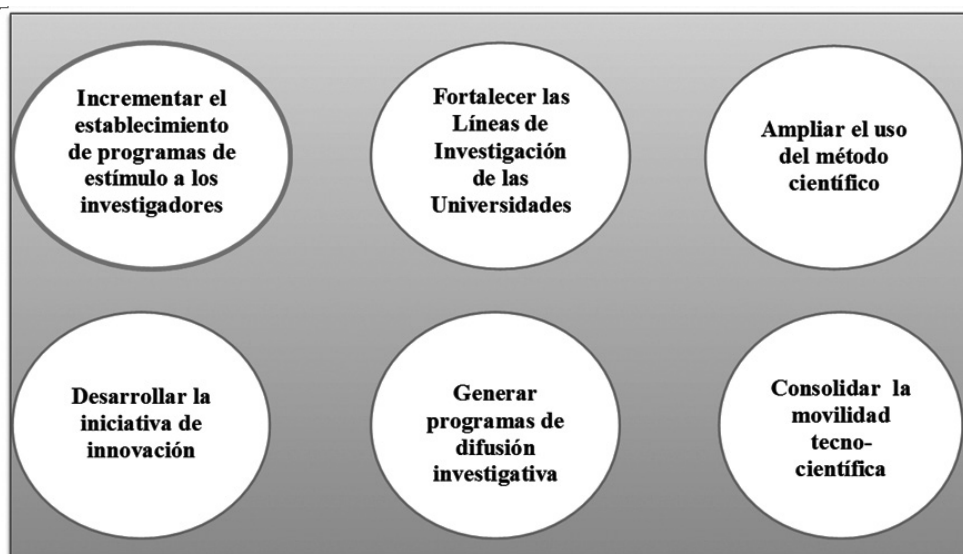 Incrementar el
establecimiento
de programas de
estímulo a los
investigadores
Fortalecer las
Líneas de
Investigación
de las
Universidades
Ampliar el uso
del método
científico
Desarrollar la
iniciativa de
innovación
Generar
programas de
difusión
investigativa
Consolidar la
movilidad
tecno-
científica